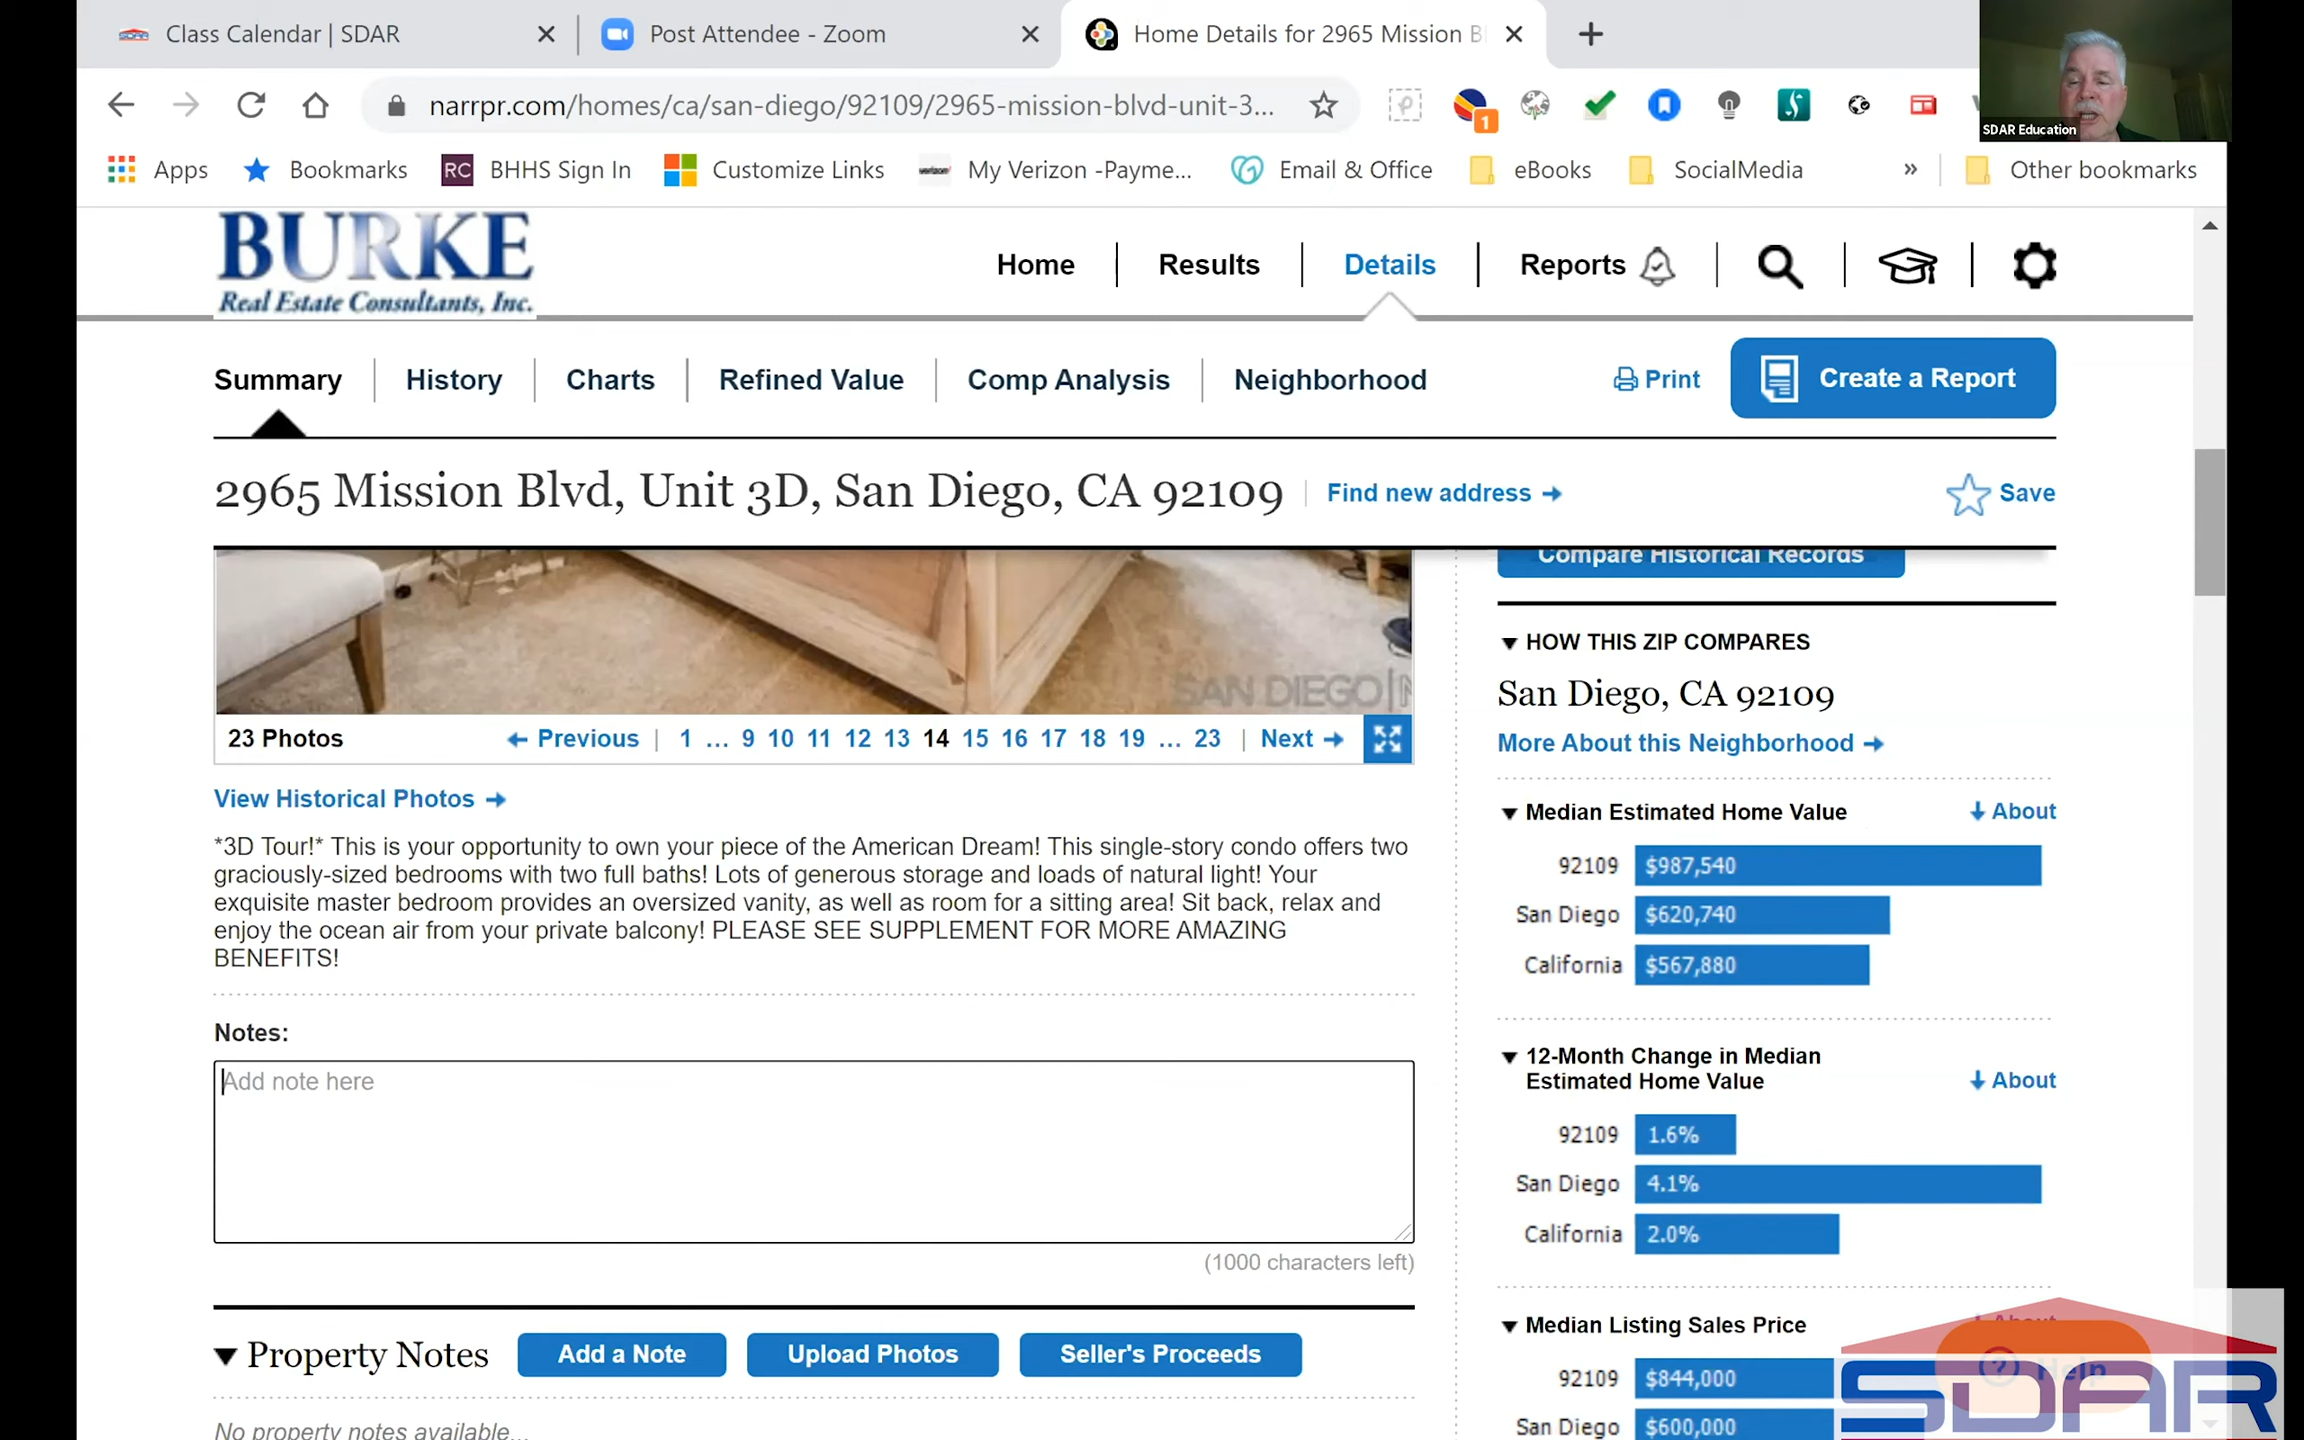 Class Calendar | SDAR
Post Attendee - Zoom
Home Details for 2965 Mission B
SDAR Education
narrpr.com/homes/ca/san-diego/92109/2965-mission-blvd-unit-3...
1
Apps
Bookmarks
RC BHHS Sign In
Customize Links
verizon My Verizon -Payme...
Email & Office
eBooks
SocialMedia
»
Other bookmarks
BURKE
Real Estate Consultants, Inc.
Home
Results
Details
Reports
Summary
History
Charts
Refined Value
Comp Analysis
Neighborhood
Print
Create a Report
2965 Mission Blvd, Unit 3D, San Diego, CA 92109
Find new address
Save
SAN DIEGO
23 Photos
Previous | 1 ... 9 10 11 12 13 14 15 16 17 18 19 ... 23 | Next
View Historical Photos
*3D Tour!* This is your opportunity to own your piece of the American Dream! This single-story condo offers two
graciously-sized bedrooms with two full baths! Lots of generous storage and loads of natural light! Your
exquisite master bedroom provides an oversized vanity, as well as room for a sitting area! Sit back, relax and
enjoy the ocean air from your private balcony! PLEASE SEE SUPPLEMENT FOR MORE AMAZING
BENEFITS!
Notes:
Add note here
(1000 characters left)
Property Notes
Add a Note
Upload Photos
Seller's Proceeds
No property notes available...
Compare Historical Records
HOW THIS ZIP COMPARES
San Diego, CA 92109
More About this Neighborhood
Median Estimated Home Value
About
92109 $987,540
San Diego $620,740
California $567,880
12-Month Change in Median
Estimated Home Value
About
92109 1.6%
San Diego 4.1%
California 2.0%
Median Listing Sales Price
About
92109 $844,000
San Diego $600,000
Help
SDAR